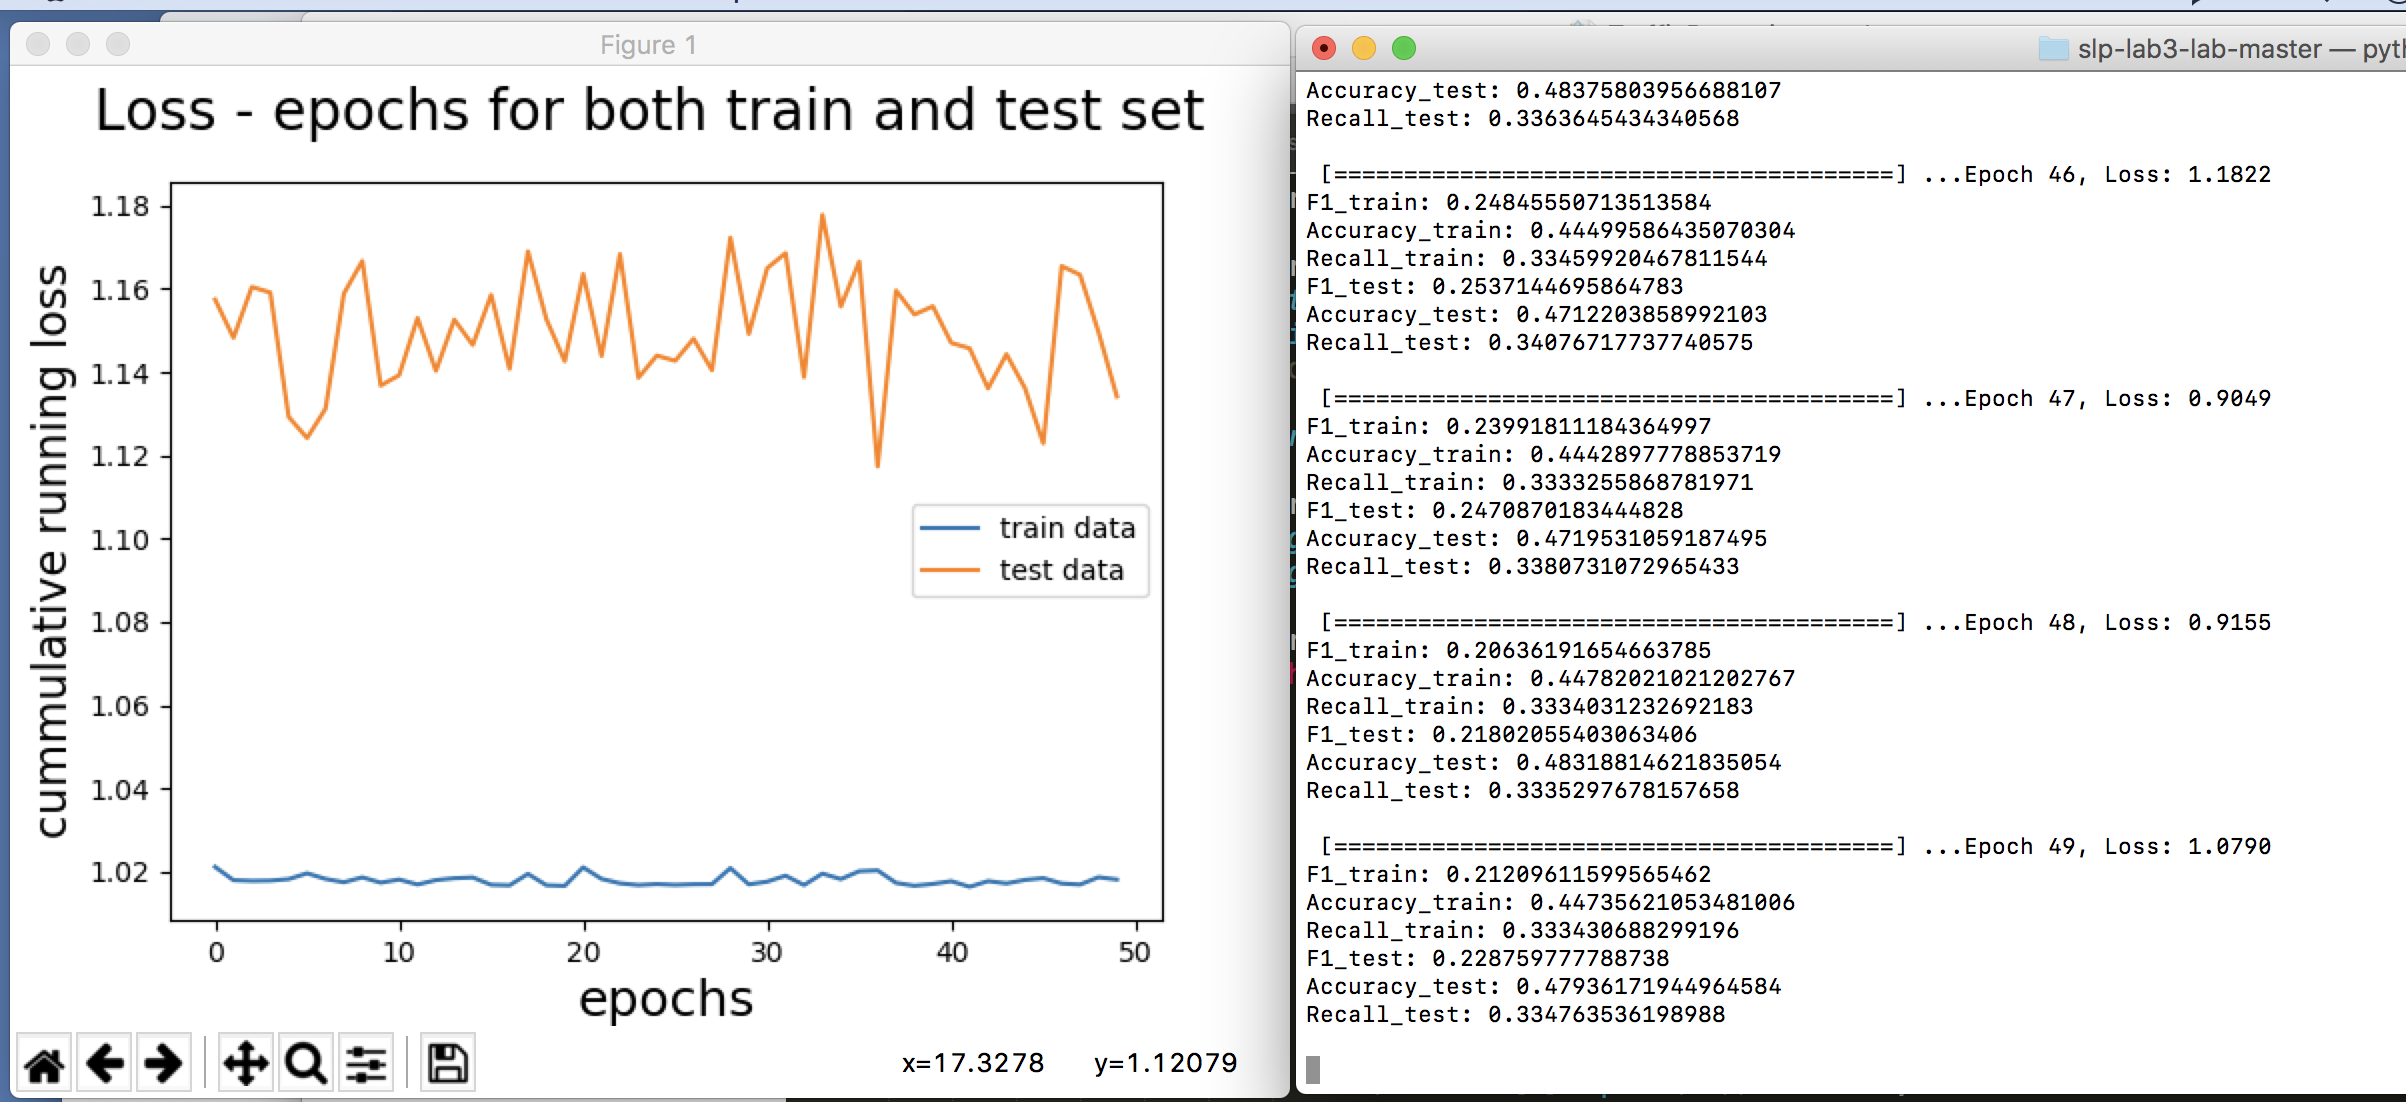 Figure 1
Loss - epochs for both train and test set
cummulative running loss
1.18
1.16
1.14
1.12
1.10
1.08
1.06
1.04
1.02
train data
test data
0 10 20 30 40 50
epochs
x=17.3278 y=1.12079
slp-lab3-lab-master — pyth
Accuracy_test: 0.48375803956688107
Recall_test: 0.3363645434340568
[========================================] ...Epoch 46, Loss: 1.1822
F1_train: 0.24845550713513584
Accuracy_train: 0.44499586435070304
Recall_train: 0.33459920467811544
F1_test: 0.2537144695864783
Accuracy_test: 0.4712203858992103
Recall_test: 0.34076717737740575
[========================================] ...Epoch 47, Loss: 0.9049
F1_train: 0.23991811184364997
Accuracy_train: 0.4442897778853719
Recall_train: 0.3333255868781971
F1_test: 0.2470870183444828
Accuracy_test: 0.4719531059187495
Recall_test: 0.3380731072965433
[========================================] ...Epoch 48, Loss: 0.9155
F1_train: 0.20636191654663785
Accuracy_train: 0.44782021021202767
Recall_train: 0.3334031232692183
F1_test: 0.21802055403063406
Accuracy_test: 0.48318814621835054
Recall_test: 0.3335297678157658
[========================================] ...Epoch 49, Loss: 1.0790
F1_train: 0.21209611599565462
Accuracy_train: 0.44735621053481006
Recall_train: 0.333430688299196
F1_test: 0.228759777788738
Accuracy_test: 0.47936171944964584
Recall_test: 0.334763536198988